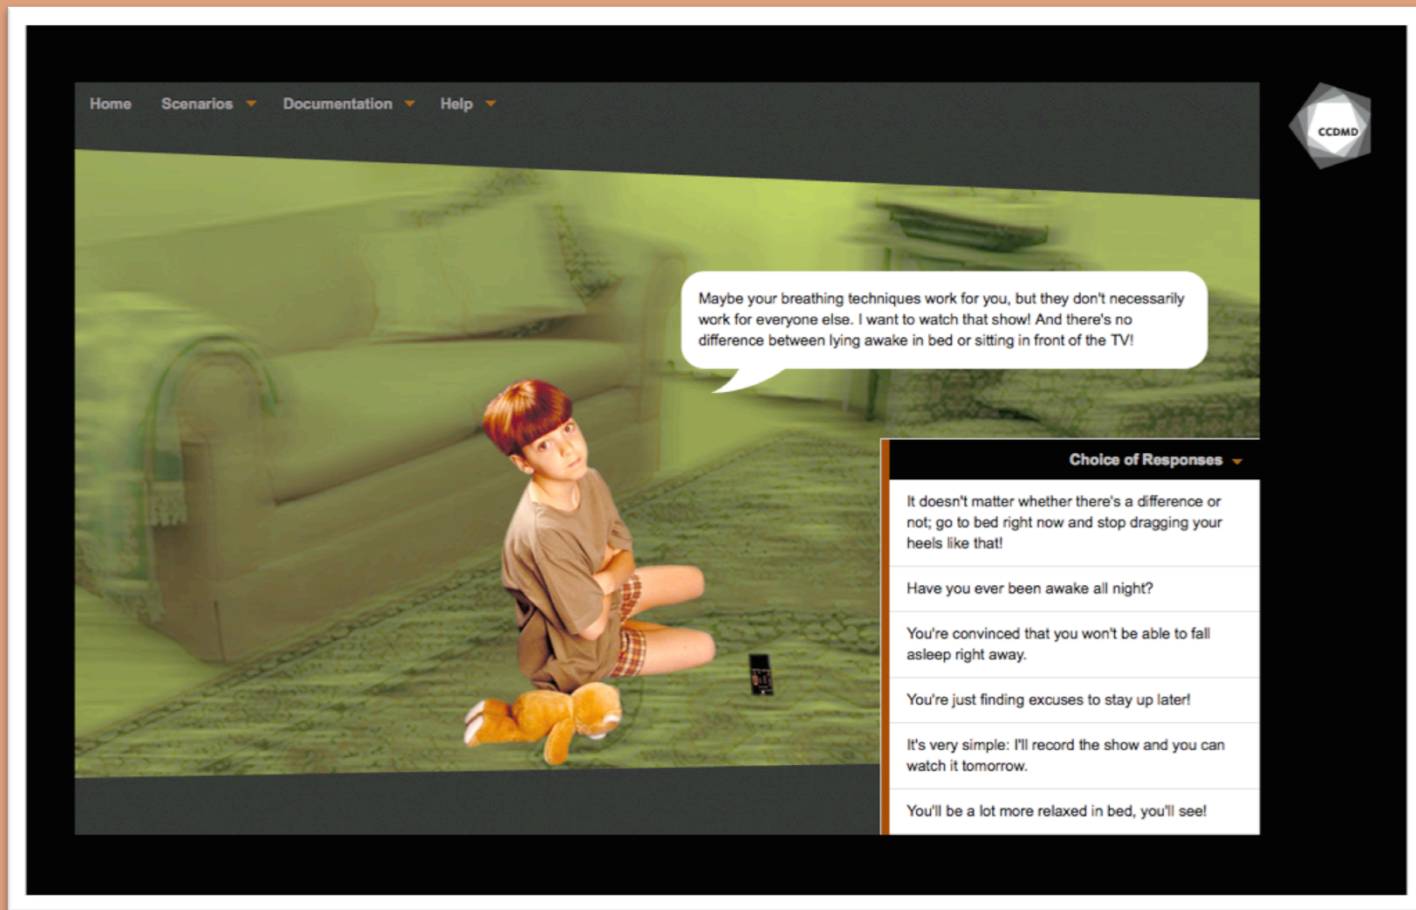 Home Scenarios Documentation Help
CCDMD
Maybe your breathing techniques work for you, but they don't necessarily
work for everyone else. I want to watch that show! And there's no
difference between lying awake in bed or sitting in front of the TV!
Choice of Responses
It doesn't matter whether there's a difference or
not; go to bed right now and stop dragging your
heels like that!
Have you ever been awake all night?
You're convinced that you won't be able to fall
asleep right away.
You're just finding excuses to stay up later!
It's very simple: I'll record the show and you can
watch it tomorrow.
You'll be a lot more relaxed in bed, you'll see!